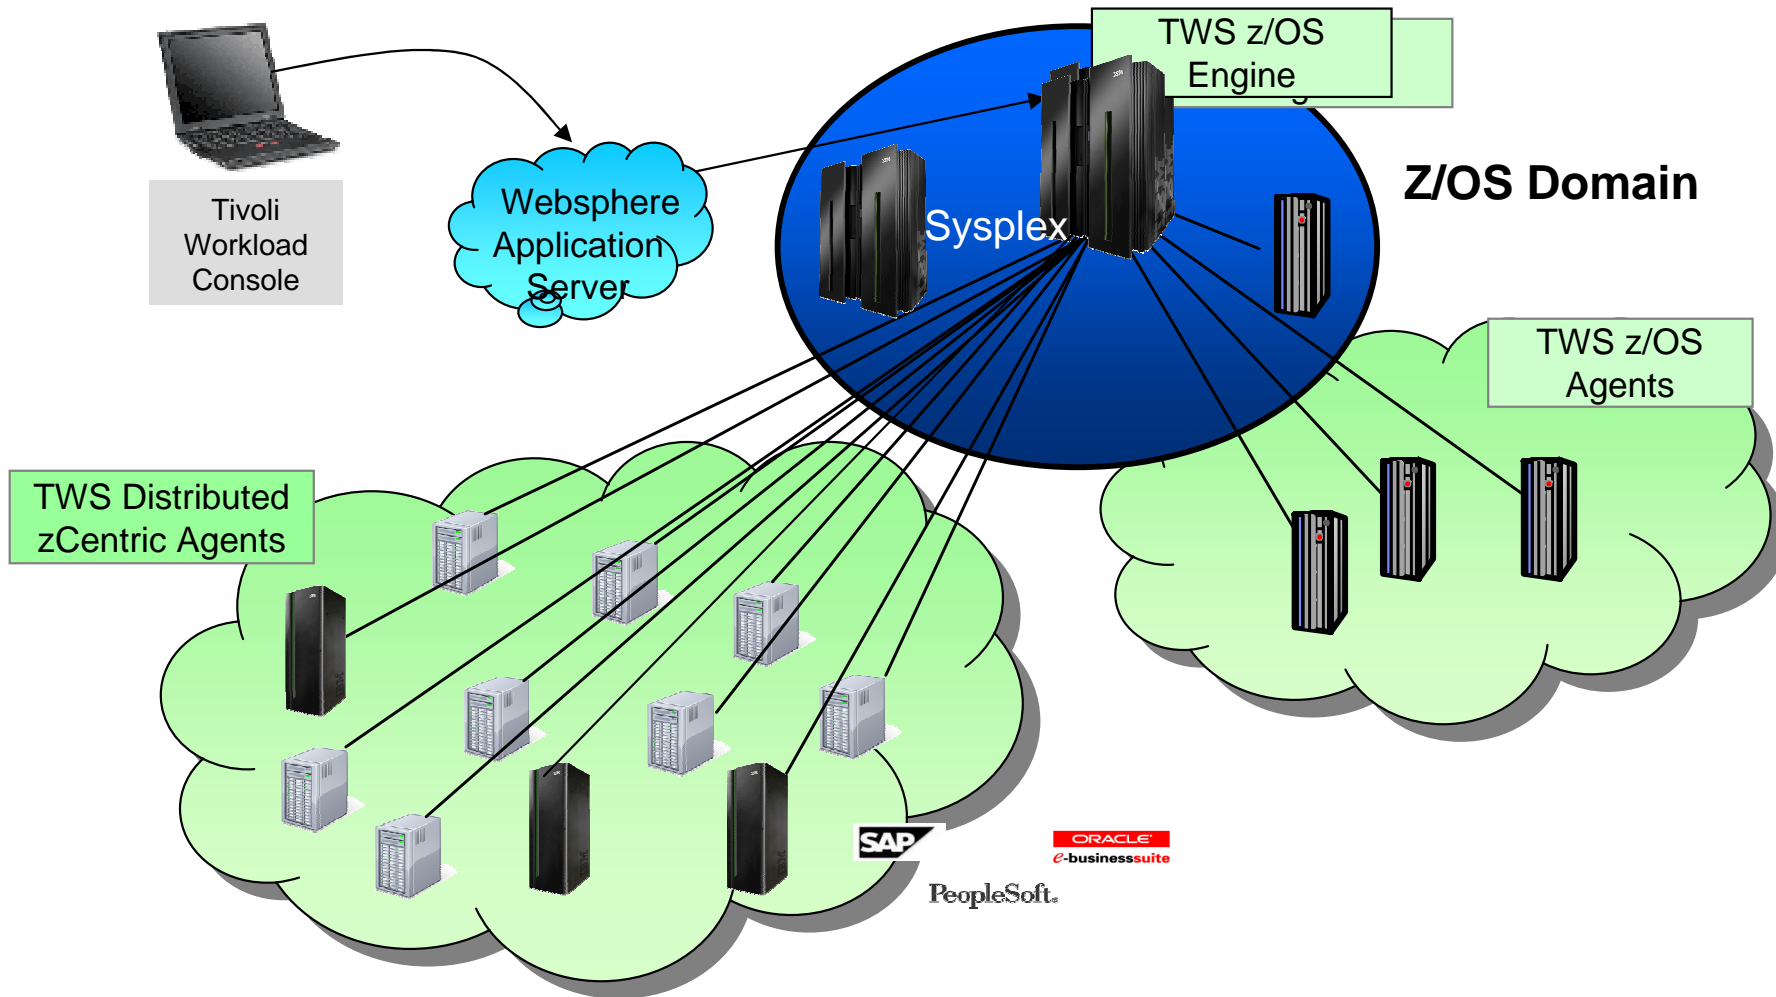 TWS z/OS
Engine
Tivoli
Workload
Console
Websphere
Application
Server
Sysplex
Z/OS Domain
TWS z/OS
Agents
TWS Distributed
zCentric Agents
SAP
ORACLE
e-businesssuite
PeopleSoft.